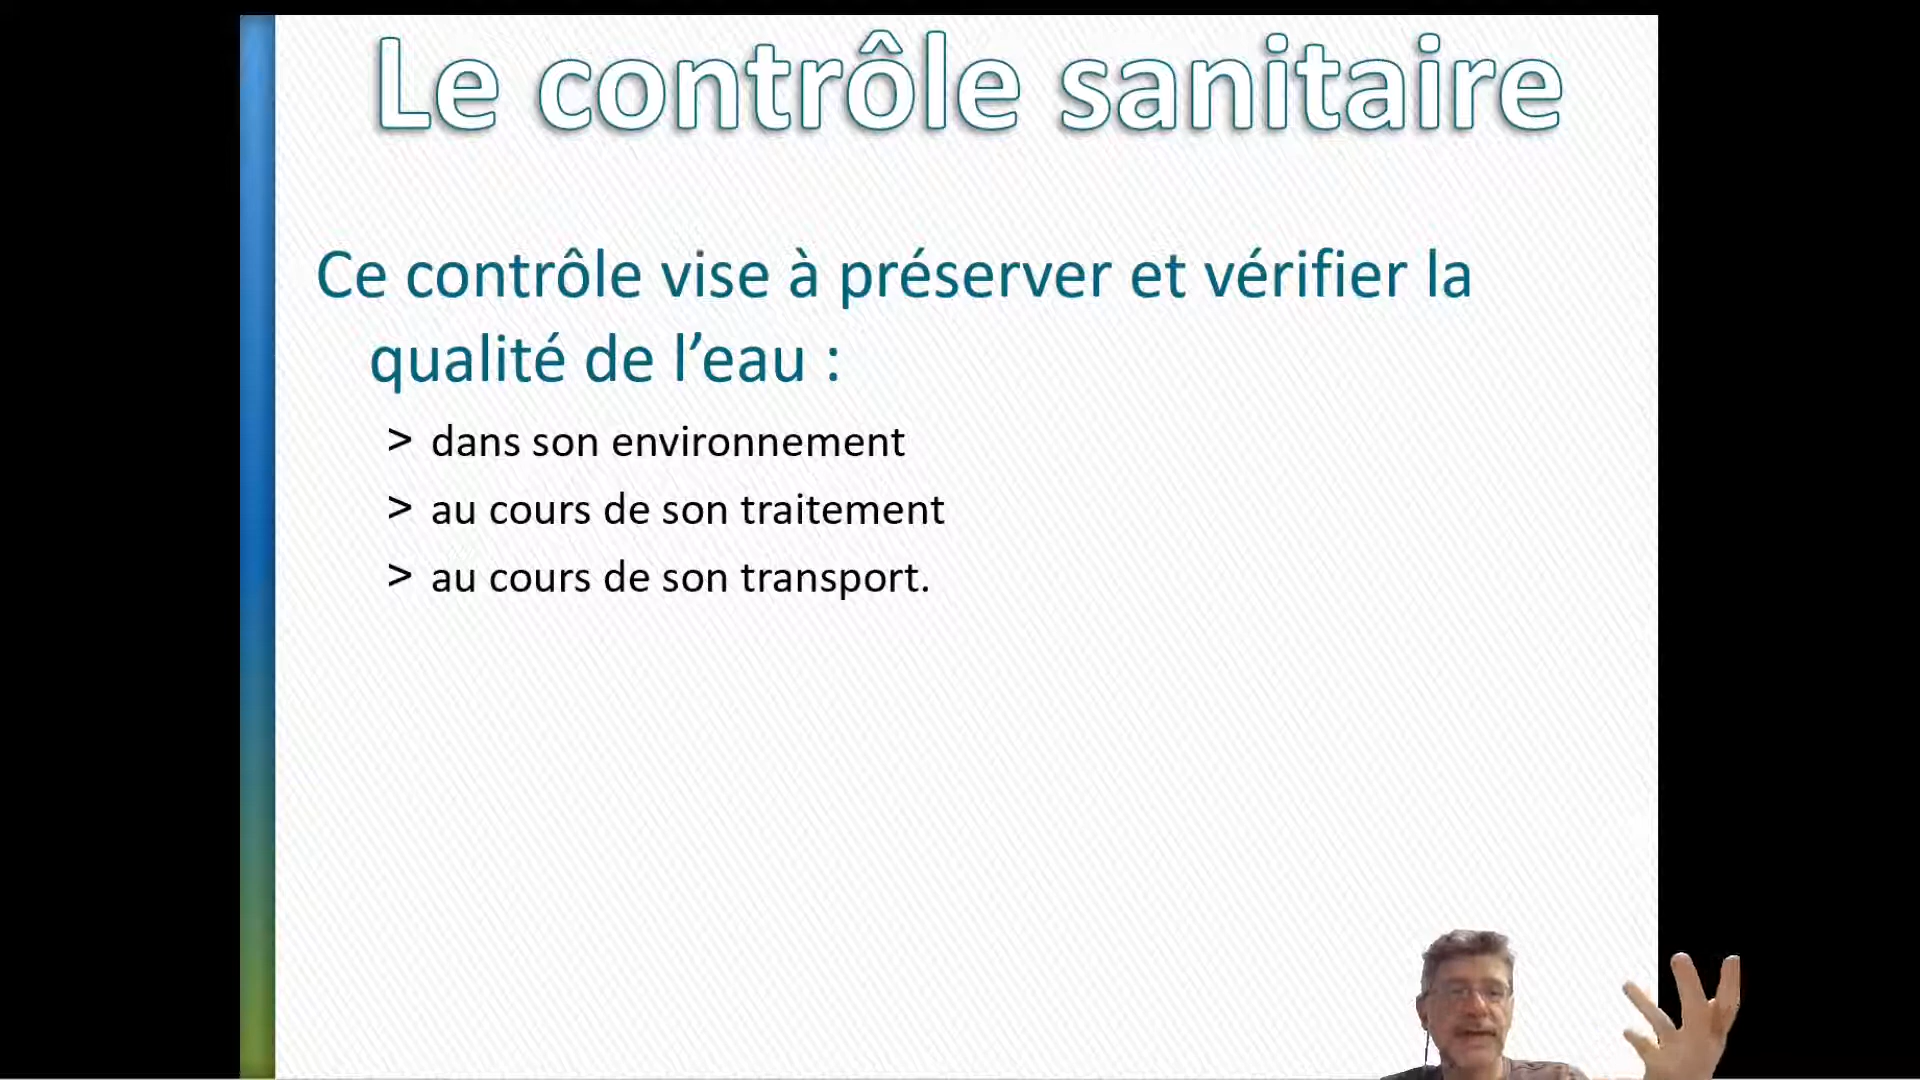 Le contrôle sanitaire
Ce contrôle vise à préserver et vérifier la
qualité de l’eau :
> dans son environnement
> au cours de son traitement
> au cours de son transport.